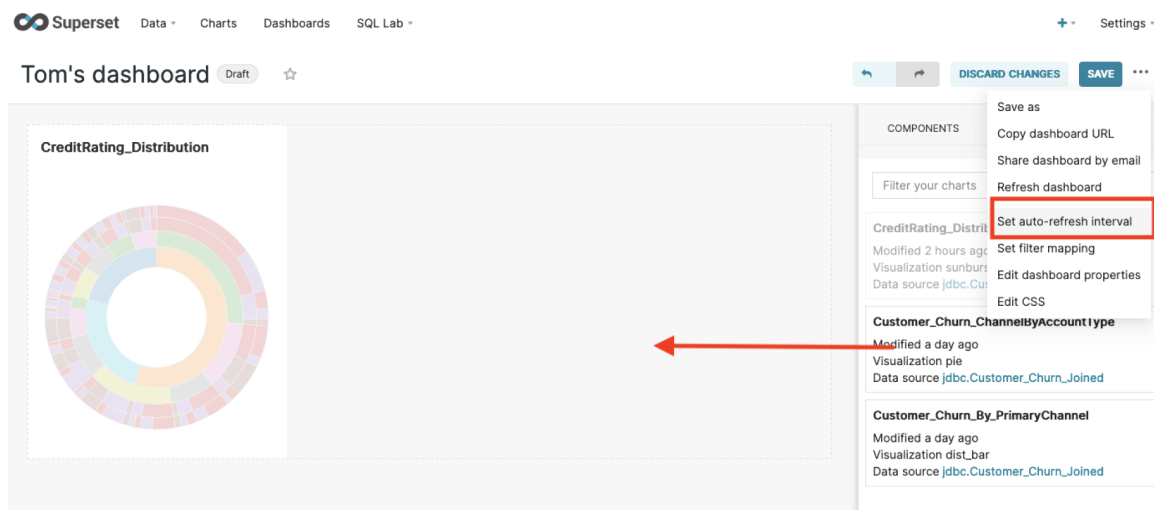 Superset Data Charts Dashboards SQL Lab + Settings
Tom's dashboard Draft DISCARD CHANGES SAVE ...
CreditRating_Distribution
COMPONENTS
Filter your charts
CreditRating_Distrib
Modified 2 hours ago
Visualization sunburs
Data source jdbc.Cus
Customer_Churn_ChannelByAccountType
Modified a day ago
Visualization pie
Data source jdbc.Customer_Churn_Joined
Customer_Churn_By_PrimaryChannel
Modified a day ago
Visualization dist_bar
Data source jdbc.Customer_Churn_Joined
Save as
Copy dashboard URL
Share dashboard by email
Refresh dashboard
Set auto-refresh interval
Set filter mapping
Edit dashboard properties
Edit CSS